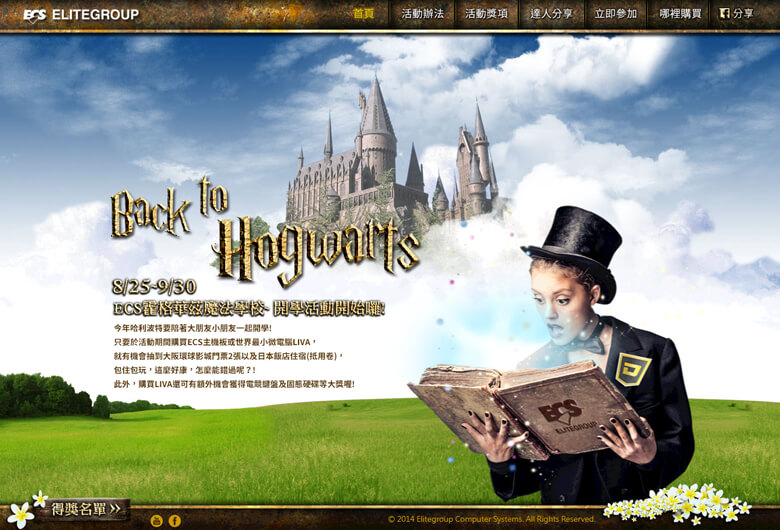 ECS ELITEGROUP
首頁 活動辦法 活動獎項 達人分享 立即參加 哪裡購買 分享
Back to
Hogwarts
8/25~9/30
ECS霍格華茲魔法學校~ 開學活動開始囉!
今年哈利波特要陪著大朋友小朋友一起開學!
只要於活動期間購買ECS主機板或世界最小微電腦LIVA,
就有機會抽到大阪環球影城門票2張以及日本飯店住宿(抵用卷),
包住包玩,這麼好康,怎麼能錯過呢?!
此外,購買LIVA還可有額外機會獲得電競鍵盤及固態硬碟等大獎喔!
D
ECS
ELITEGROUP
得獎名單 >>
© 2014 Elitegroup Computer Systems. All Rights Reserved.